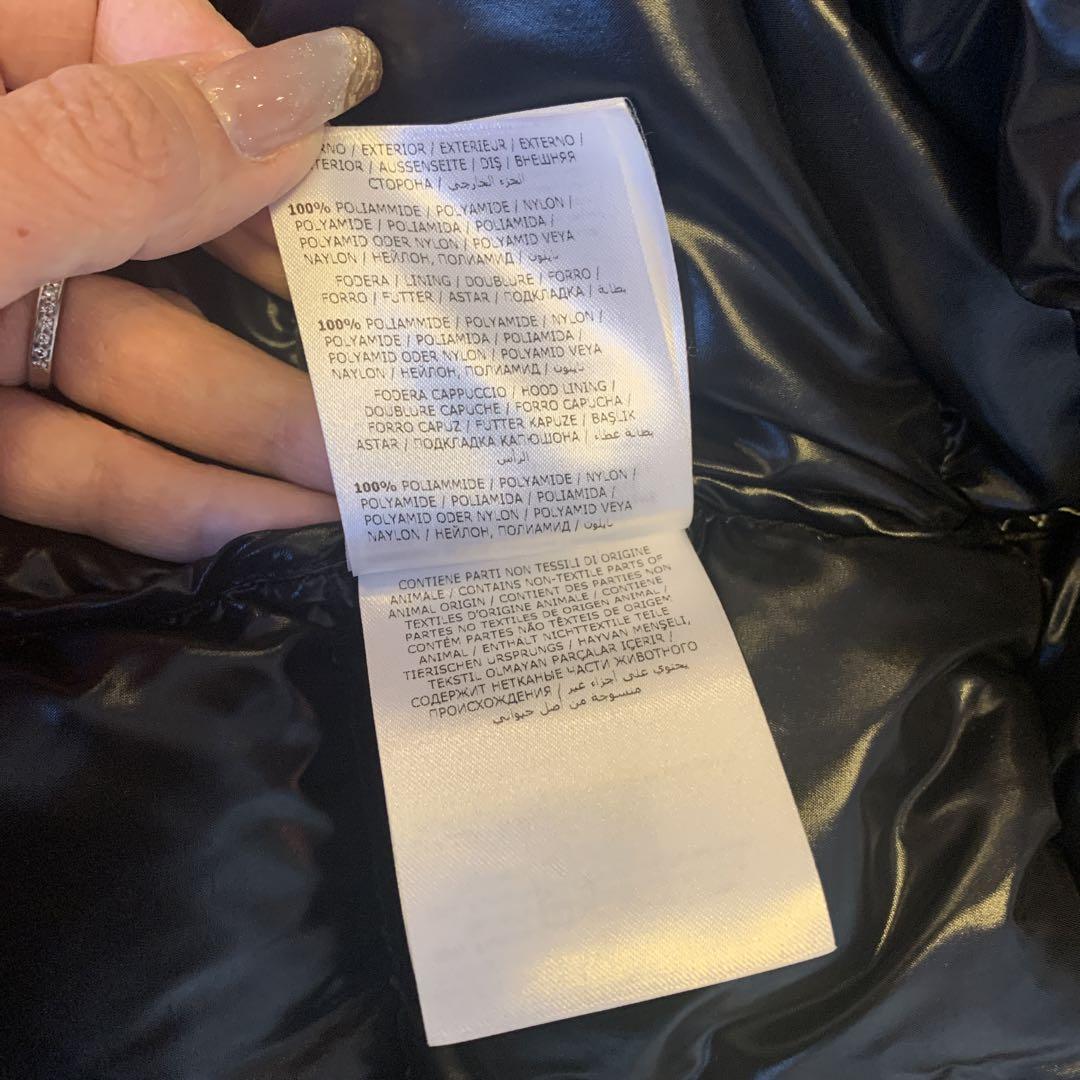 RNO / EXTERIOR / EXTERIEUR / EXTERNO /
TERIOR / AUSSENSEITE / DIŞ / ВНЕШНЯЯ
СТОРОНА / الجزء الخارجي
100% POLIAMMIDE / POLYAMIDE / NYLON /
POLYAMIDE / POLIAMIDA / POLIAMIDA /
POLYAMID ODER NYLON / POLYAMID VEYA
NAYLON / НЕЙЛОН, ПОЛИАМИД / نايلون
FODERA / LINING / DOUBLURE / FORRO /
FORRO / FUTTER / ASTAR / ПОДКЛАДКА / بطانة
100% POLIAMMIDE / POLYAMIDE / NYLON /
POLYAMIDE / POLIAMIDA / POLIAMIDA /
POLYAMID ODER NYLON / POLYAMID VEYA
NAYLON / НЕЙЛОН, ПОЛИАМИД / نايلون
FODERA CAPPUCCIO / HOOD LINING /
DOUBLURE CAPUCHE / FORRO CAPUCHA /
FORRO CAPUZ / FUTTER KAPUZE / BAŞLIK
ASTAR / ПОДКЛАДКА КАПЮШОНА / بطانة غطاء
الرأس
100% POLIAMMIDE / POLYAMIDE / NYLON /
POLYAMIDE / POLIAMIDA / POLIAMIDA /
POLYAMID ODER NYLON / POLYAMID VEYA
NAYLON / НЕЙЛОН, ПОЛИАМИД / نايلون
CONTIENE PARTI NON TESSILI DI ORIGINE
ANIMALE / CONTAINS NON-TEXTILE PARTS OF
ANIMAL ORIGIN / CONTIENT DES PARTIES NON
TEXTILES D'ORIGINE ANIMALE / CONTIENE
PARTES NO TEXTILES DE ORIGEN ANIMAL /
CONTÉM PARTES NÃO TÊXTEIS DE ORIGEM
ANIMAL / ENTHÄLT NICHTTEXTILE TEILE
TIERISCHEN URSPRUNGS / HAYVAN MENŞELİ,
TEKSTIL OLMAYAN PARÇALAR IÇERIR /
СОДЕРЖИТ НЕТКАНЫЕ ЧАСТИ ЖИВОТНОГО
ПРОИСХОЖДЕНИЯ / يحتوي على أجزاء غير
منسوجة من أصل حيواني